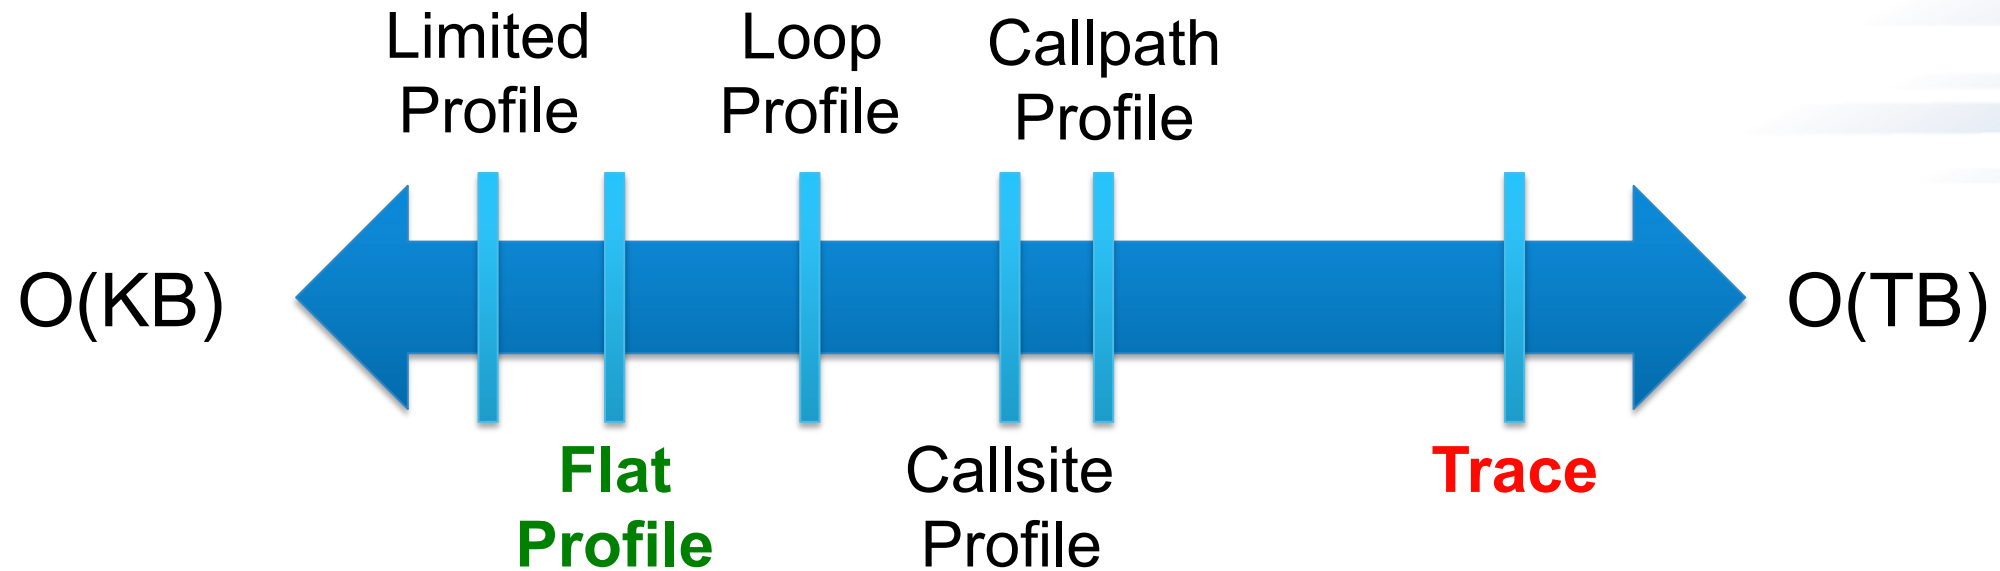 Limited
Profile
Loop
Profile
Callpath
Profile
O(KB)
O(TB)
Flat
Profile
Callsite
Profile
Trace